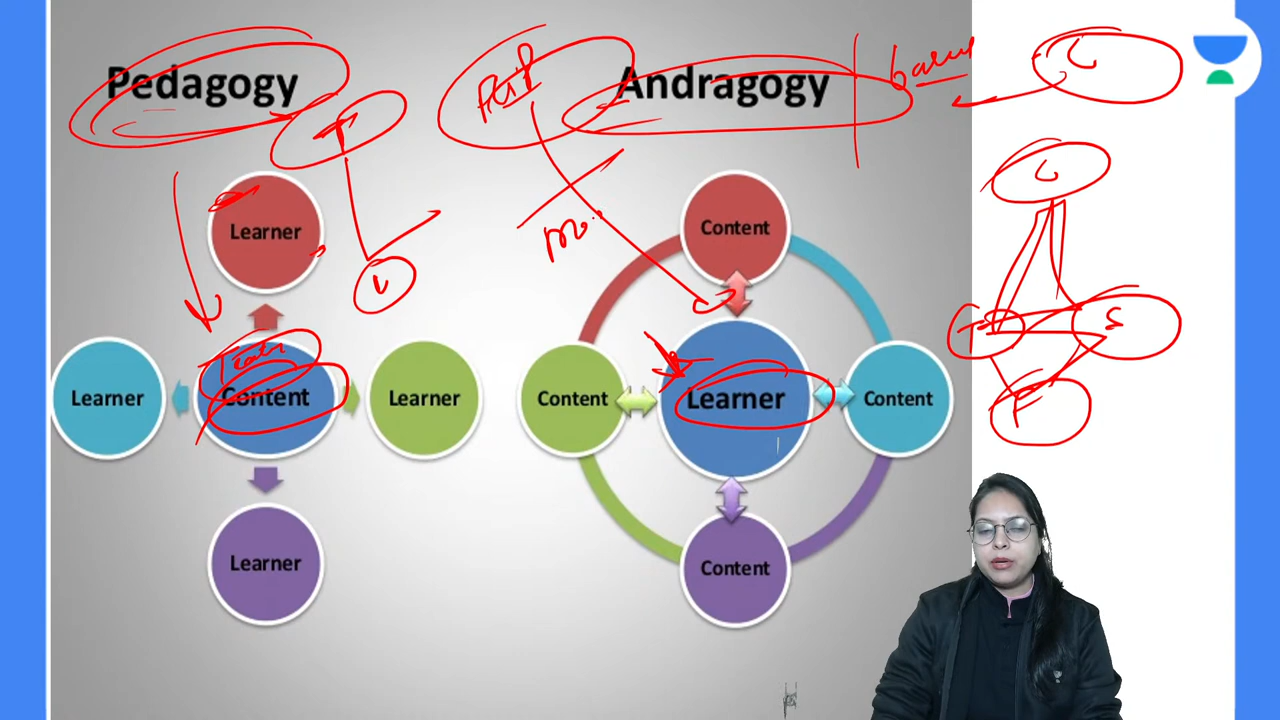 Pedagogy
Andragogy
T
L
L
Learner
Learner
Content
Learner
Learner
Content
Content
Learner
Content
Content
L
S
F